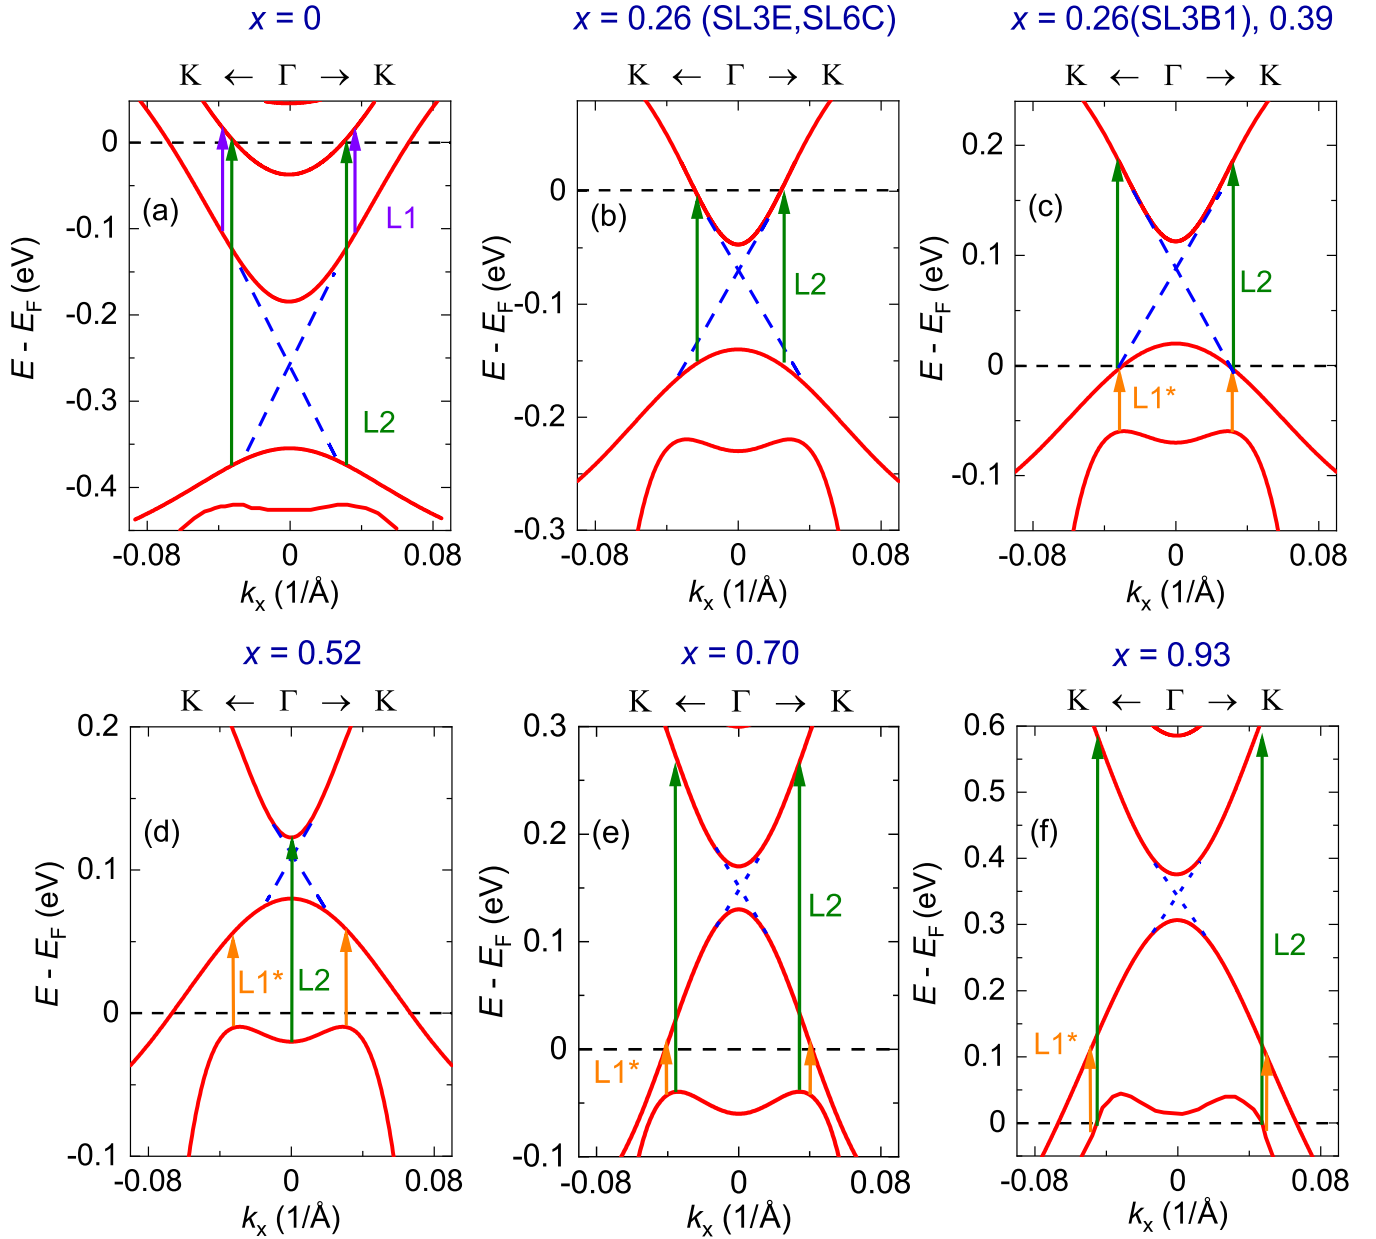 x = 0
K ← Γ → K
0
-0.1
-0.2
-0.3
-0.4
E - EF (eV)
(a)
L1
L2
-0.08 0 0.08
kx (1/Å)
x = 0.26 (SL3E,SL6C)
K ← Γ → K
0
-0.1
-0.2
-0.3
E - EF (eV)
(b)
L2
-0.08 0 0.08
kx (1/Å)
x = 0.26(SL3B1), 0.39
K ← Γ → K
0.2
0.1
0
-0.1
E - EF (eV)
(c)
L2
L1*
-0.08 0 0.08
kx (1/Å)
x = 0.52
K ← Γ → K
0.2
0.1
0
-0.1
E - EF (eV)
(d)
L1* L2
-0.08 0 0.08
kx (1/Å)
x = 0.70
K ← Γ → K
0.3
0.2
0.1
0
-0.1
E - EF (eV)
(e)
L2
L1*
-0.08 0 0.08
kx (1/Å)
x = 0.93
K ← Γ → K
0.6
0.5
0.4
0.3
0.2
0.1
0
E - EF (eV)
(f)
L2
L1*
-0.08 0 0.08
kx (1/Å)